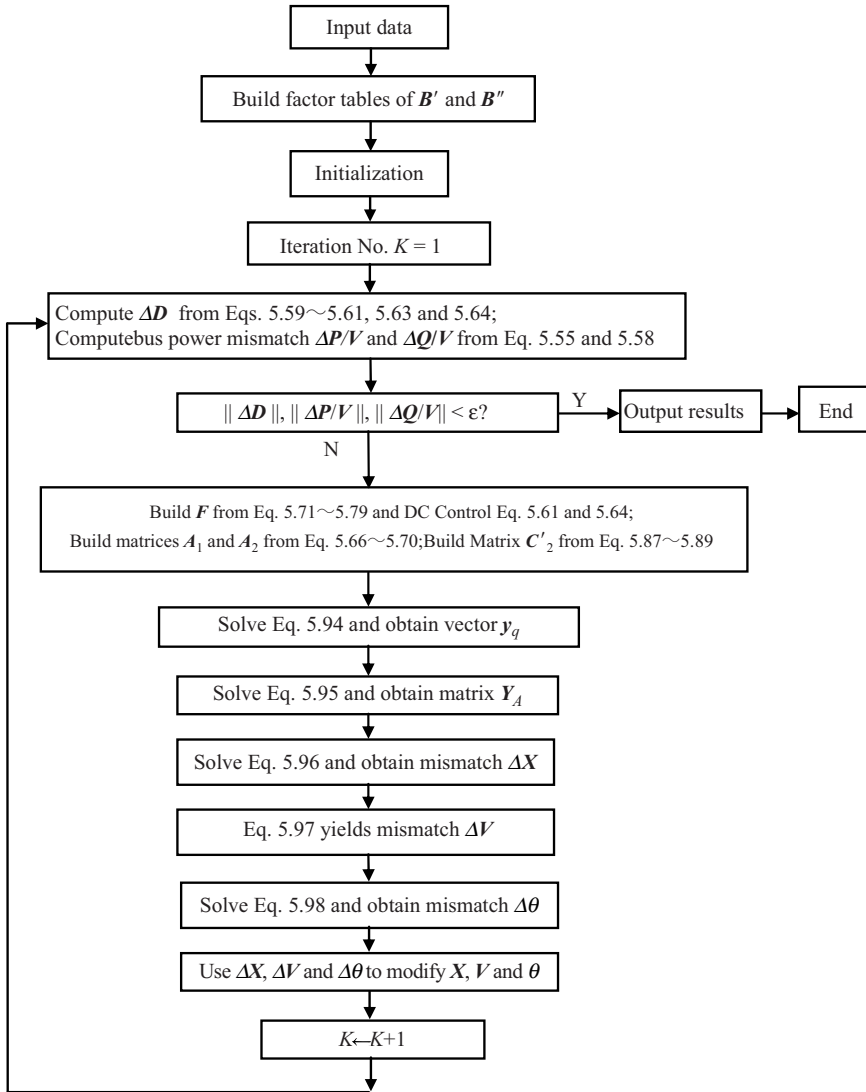 Input data
Build factor tables of B′ and B″
Initialization
Iteration No. K = 1
Compute ΔD from Eqs. 5.59~5.61, 5.63 and 5.64;
Computebus power mismatch ΔP/V and ΔQ/V from Eq. 5.55 and 5.58
|| ΔD ||, || ΔP/V ||, || ΔQ/V|| < ε?
Y
Output results
End
N
Build F from Eq. 5.71~5.79 and DC Control Eq. 5.61 and 5.64;
Build matrices A₁ and A₂ from Eq. 5.66~5.70;Build Matrix C′₂ from Eq. 5.87~5.89
Solve Eq. 5.94 and obtain vector y_q
Solve Eq. 5.95 and obtain matrix Y_A
Solve Eq. 5.96 and obtain mismatch ΔX
Eq. 5.97 yields mismatch ΔV
Solve Eq. 5.98 and obtain mismatch Δθ
Use ΔX, ΔV and Δθ to modify X, V and θ
K←K+1